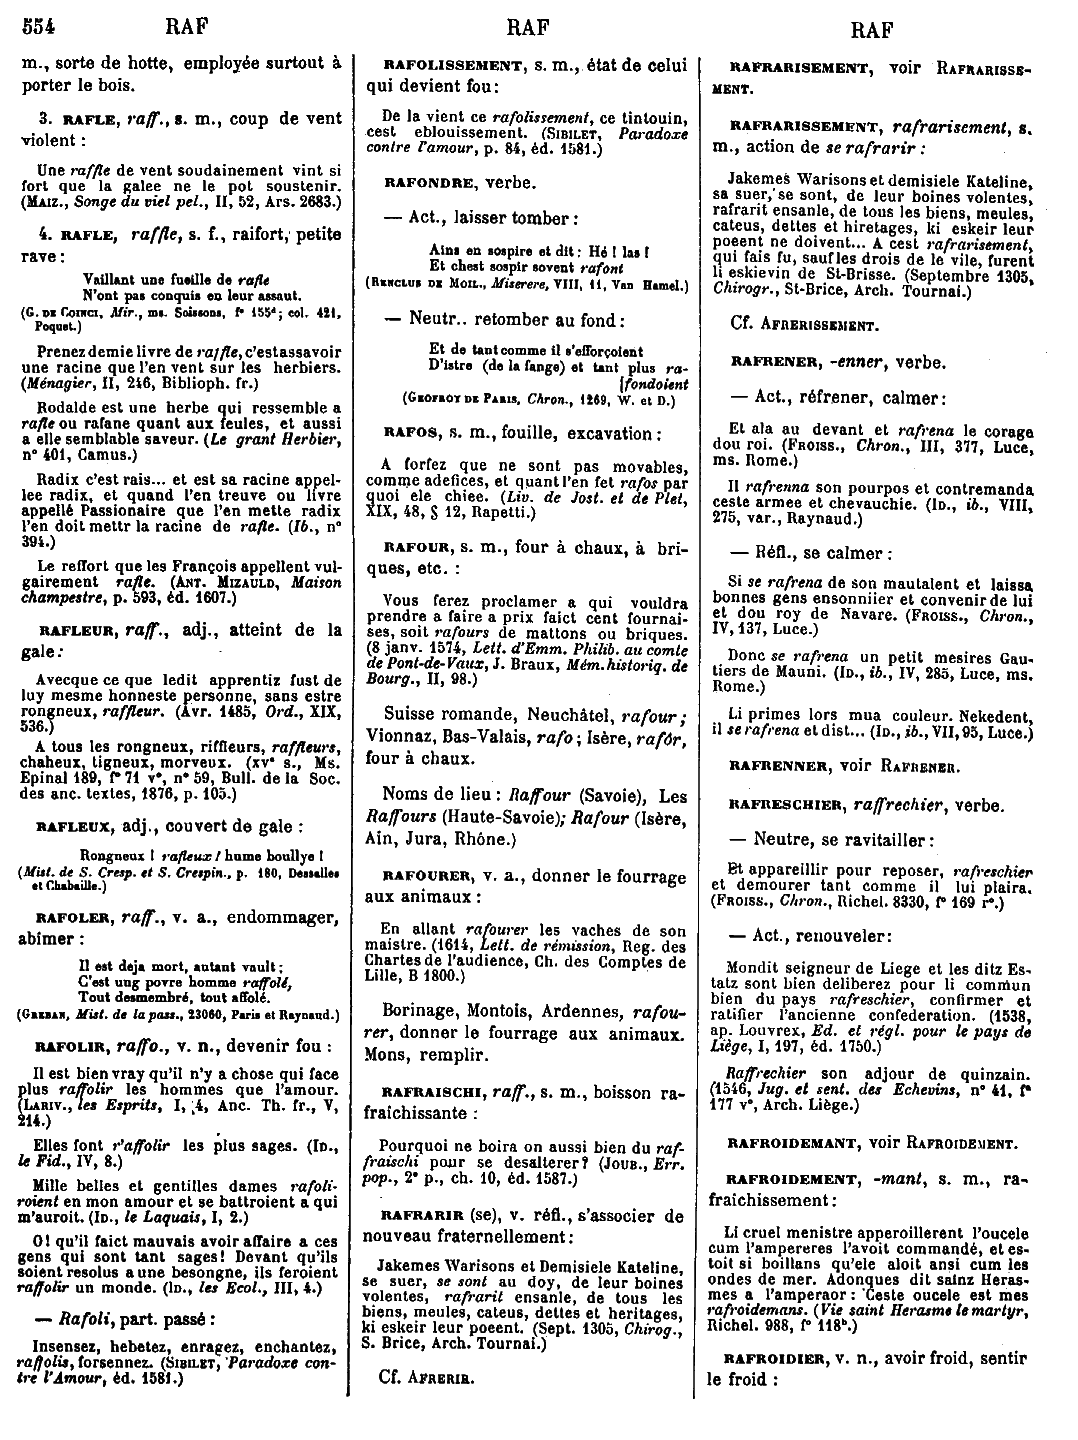 554 RAF RAF RAF
m., sorte de hotte, employée surtout à
porter le bois.
3. RAFLE, raff., s. m., coup de vent
violent :
Une raffle de vent soudainement vint si
fort que la galee ne le pot soustenir.
(MAIZ., Songe du viel pel., II, 52, Ars. 2683.)
4. RAFLE, raffle, s. f., raifort, petite
rave :
Vaillant une fueille de rafle
N'ont pas conquis en leur assaut.
(G. DE COINCI, Mir., ms. Soissons, f° 155ᵈ; col. 421,
Poquet.)
Prenez demie livre de raffle, c'est assavoir
une racine que l'en vent sur les herbiers.
(Ménagier, II, 246, Biblioph. fr.)
Rodalde est une herbe qui ressemble a
rafle ou rafane quant aux feules, et aussi
a elle semblable saveur. (Le grant Herbier,
n° 401, Camus.)
Radix c'est rais... et est sa racine appel-
lee radix, et quand l'en treuve ou livre
appellé Passionaire que l'en mette radix
l'en doit mettr la racine de rafle. (Ib., n°
394.)
Le reffort que les François appellent vul-
gairement rafle. (ANT. MIZAULD, Maison
champestre, p. 593, éd. 1607.)
RAFLEUR, raff., adj., atteint de la
gale :
Avecque ce que ledit apprentiz fust de
luy mesme honneste personne, sans estre
rongneux, raffleur. (Avr. 1485, Ord., XIX,
536.)
A tous les rongneux, riffleurs, raffleurs,
chaheux, tigneux, morveux. (XVᵉ s., Ms.
Epinal 189, f° 71 v°, n° 59, Bull. de la Soc.
des anc. textes, 1876, p. 105.)
RAFLEUX, adj., couvert de gale :
Rongneux ! rafleux ! hume boullye !
(Mist. de S. Cresp. et S. Crespin., p. 180, Dessalles
et Chabaille.)
RAFOLER, raff., v. a., endommager,
abimer :
Il est deja mort, autant vault ;
C'est ung povre homme raffolé,
Tout desmembré, tout affolé.
(GREBAN, Mist. de la pass., 23060, Paris et Raynaud.)
RAFOLIR, raffo., v. n., devenir fou :
Il est bien vray qu'il n'y a chose qui face
plus raffolir les hommes que l'amour.
(LARIV., les Esprits, I, 4, Anc. Th. fr., V,
214.)
Elles font r'affolir les plus sages. (ID.,
le Fid., IV, 8.)
Mille belles et gentilles dames rafoli-
roient en mon amour et se battroient a qui
m'auroit. (ID., le Laquais, I, 2.)
O! qu'il faict mauvais avoir affaire a ces
gens qui sont tant sages! Devant qu'ils
soient resolus a une besongne, ils feroient
raffolir un monde. (ID., les Ecol., III, 4.)
— Rafoli, part. passé :
Insensez, hebetez, enragez, enchantez,
raffolis, forsennez. (SIBILET, Paradoxe con-
tre l'Amour, éd. 1581.)
RAFOLISSEMENT, s. m., état de celui
qui devient fou :
De la vient ce rafolissement, ce tintouin,
cest eblouissement. (SIBILET, Paradoxe
contre l'amour, p. 84, éd. 1581.)
RAFONDRE, verbe.
— Act., laisser tomber :
Ains en sospire et dit : Hé ! las !
Et chest sospir sovent rafont
(RENCLUS DE MOIL., Miserere, VIII, 11, Van Hamel.)
— Neutr.. retomber au fond :
Et de tant comme il s'efforçoient
D'istre (de la fange) et tant plus ra-
[fondoient
(GEOFROY DE PARIS, Chron., 1269, W. et D.)
RAFOS, s. m., fouille, excavation :
A forfez que ne sont pas movables,
comme adefices, et quant l'en fet rafos par
quoi ele chiee. (Liv. de Jost. et de Plet,
XIX, 48, § 12, Rapetti.)
RAFOUR, s. m., four à chaux, à bri-
ques, etc. :
Vous ferez proclamer a qui vouldra
prendre a faire a prix faict cent fournai-
ses, soit rafours de mattons ou briques.
(8 janv. 1574, Lett. d'Emm. Philib. au comte
de Pont-de-Vaux, J. Braux, Mém. historiq. de
Bourg., II, 98.)
Suisse romande, Neuchâtel, rafour ;
Vionnaz, Bas-Valais, rafo ; Isère, rafôr,
four à chaux.
Noms de lieu : Raffour (Savoie), Les
Raffours (Haute-Savoie); Rafour (Isère,
Ain, Jura, Rhône.)
RAFOURER, v. a., donner le fourrage
aux animaux :
En allant rafourer les vaches de son
maistre. (1614, Lett. de rémission, Reg. des
Chartes de l'audience, Ch. des Comptes de
Lille, B 1800.)
Borinage, Montois, Ardennes, rafou-
rer, donner le fourrage aux animaux.
Mons, remplir.
RAFRAISCHI, raff., s. m., boisson ra-
fraîchissante :
Pourquoi ne boira on aussi bien du raf-
fraischi pour se desalterer? (JOUB., Err.
pop., 2ᵉ p., ch. 10, éd. 1587.)
RAFRARIR (se), v. réfl., s'associer de
nouveau fraternellement :
Jakemes Warisons et Demisiele Kateline,
se suer, se sont au doy, de leur boines
volentes, rafrarit ensanle, de tous les
biens, meules, cateus, dettes et heritages,
ki eskeir leur poeent. (Sept. 1305, Chirog.,
S. Brice, Arch. Tournai.)
Cf. AFRERIR.
RAFRARISEMENT, voir RAFRARISSE-
MENT.
RAFRARISSEMENT, rafrarisement, s.
m., action de se rafrarir :
Jakemes Warisons et demisiele Kateline,
sa suer, se sont, de leur boines volentes,
rafrarit ensanle, de tous les biens, meules,
cateus, dettes et hiretages, ki eskeir leur
poeent ne doivent... A cest rafrarisement,
qui fais fu, sauf les drois de le vile, furent
li eskievin de St-Brisse. (Septembre 1305,
Chirogr., St-Brice, Arch. Tournai.)
Cf. AFRERISSEMENT.
RAFRENER, -enner, verbe.
— Act., réfrener, calmer :
Et ala au devant et rafrena le corage
dou roi. (FROISS., Chron., III, 377, Luce,
ms. Rome.)
Il rafrenna son pourpos et contremanda
ceste armee et chevauchie. (ID., ib., VIII,
275, var., Raynaud.)
— Réfl., se calmer :
Si se rafrena de son mautalent et laissa
bonnes gens ensonniier et convenir de lui
et dou roy de Navare. (FROISS., Chron.,
IV, 137, Luce.)
Donc se rafrena un petit mesires Gau-
tiers de Mauni. (ID., ib., IV, 285, Luce, ms.
Rome.)
Li primes lors mua couleur. Nekedent,
il se rafrena et dist... (ID., ib., VII, 95, Luce.)
RAFRENNER, voir RAFRENER.
RAFRESCHIER, raffrechier, verbe.
— Neutre, se ravitailler :
Et appareillir pour reposer, rafreschier
et demourer tant comme il lui plaira.
(FROISS., Chron., Richel. 8330, f° 169 r°.)
— Act., renouveler :
Mondit seigneur de Liege et les ditz Es-
tatz sont bien deliberez pour li commun
bien du pays rafreschier, confirmer et
ratifier l'ancienne confederation. (1538,
ap. Louvrex, Ed. et régl. pour le pays de
Liège, I, 197, éd. 1750.)
Raffrechier son adjour de quinzain.
(1546, Jug. et sent. des Echevins, n° 41, f°
177 v°, Arch. Liège.)
RAFROIDEMANT, voir RAFROIDEMENT.
RAFROIDEMENT, -mant, s. m., ra-
fraichissement :
Li cruel menistre apperoillerent l'oucele
cum l'ampereres l'avoit commandé, et es-
toit si boillans qu'ele aloit ansi cum les
ondes de mer. Adonques dit sainz Heras-
mes a l'amperaor : Ceste oucele est mes
rafroidemans. (Vie saint Herasme le martyr,
Richel. 988, f° 118ᵇ.)
RAFROIDIER, v. n., avoir froid, sentir
le froid :